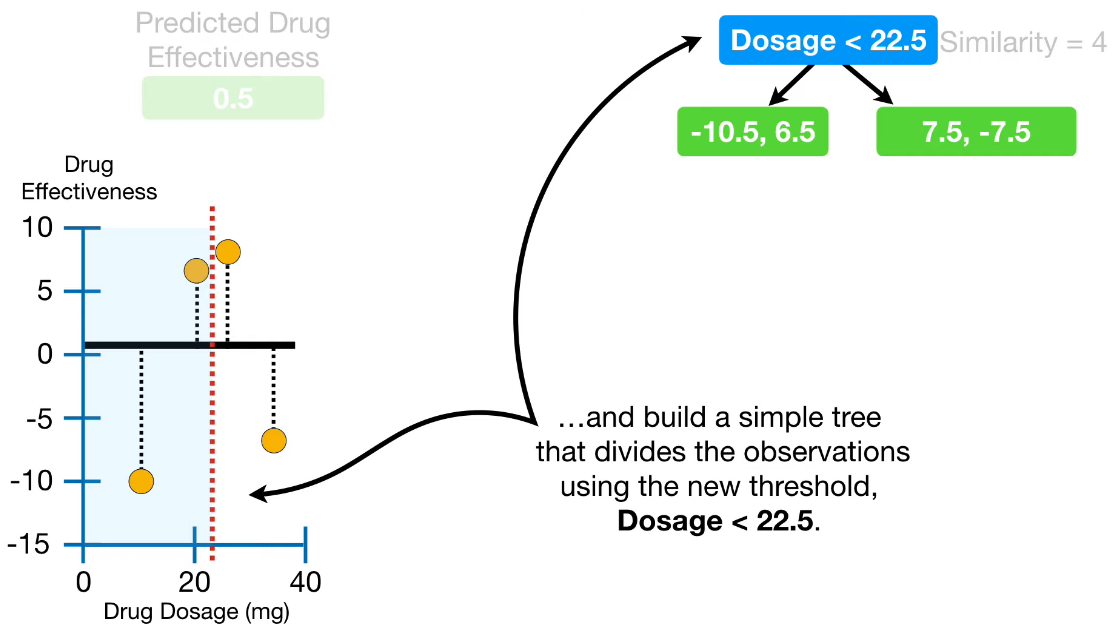 Predicted Drug
Effectiveness
0.5
Dosage < 22.5
Similarity = 4
-10.5, 6.5
7.5, -7.5
Drug
Effectiveness
10
5
0
-5
-10
-15
0
20
40
Drug Dosage (mg)
…and build a simple tree
that divides the observations
using the new threshold,
Dosage < 22.5.